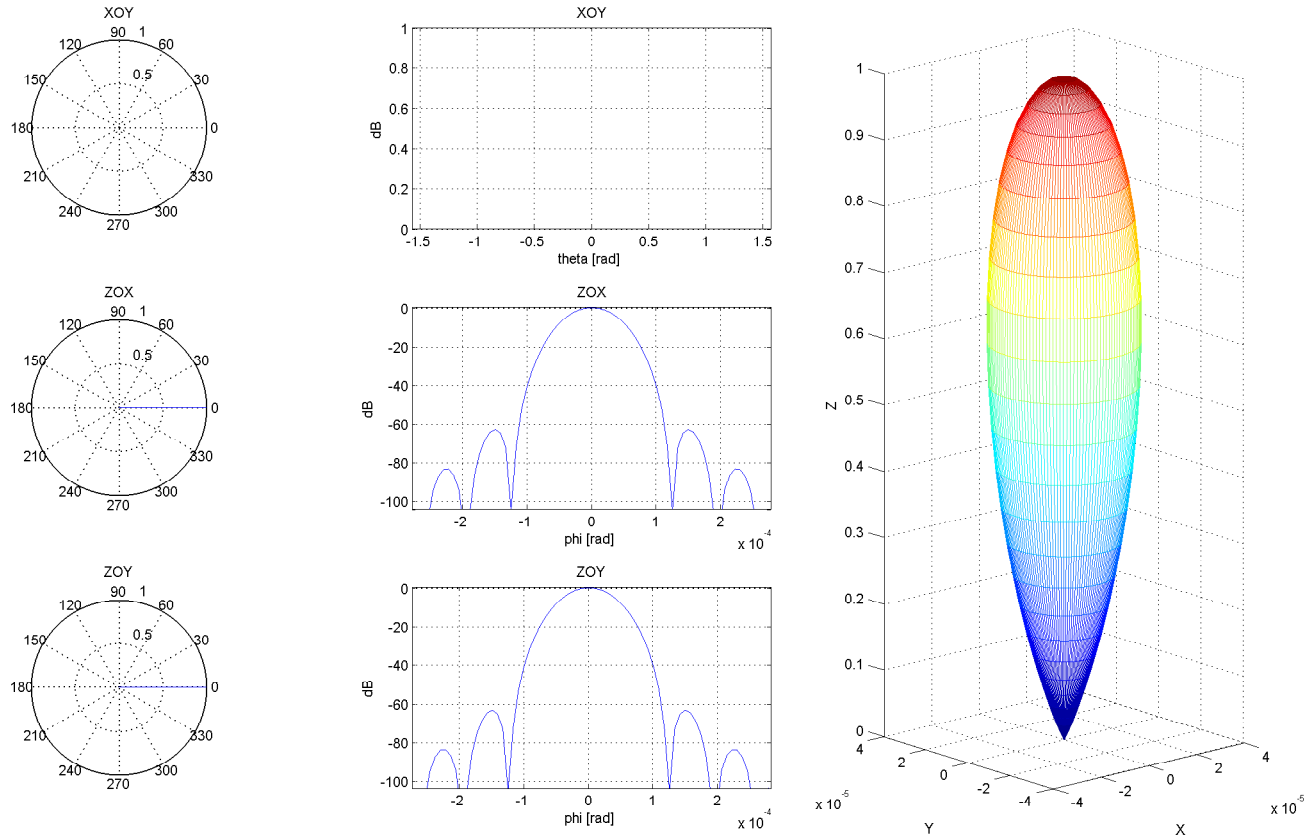 XOY
90 1
120 60
0.5
150 30
180 0
210 330
240 300
270
XOY
1
0.8
0.6
0.4
0.2
0
dB
-1.5 -1 -0.5 0 0.5 1 1.5
theta [rad]
ZOX
90 1
120 60
0.5
150 30
180 0
210 330
240 300
270
ZOX
0
-20
-40
-60
-80
-100
dB
-2 -1 0 1 2
phi [rad]
x 10⁻⁴
ZOY
90 1
120 60
0.5
150 30
180 0
210 330
240 300
270
ZOY
0
-20
-40
-60
-80
-100
dB
-2 -1 0 1 2
phi [rad]
x 10⁻⁴
1
0.9
0.8
0.7
0.6
0.5
0.4
0.3
0.2
0.1
0
Z
4
2
0
-2
-4
x 10⁻⁵
Y
-4
-2
0
2
4
x 10⁻⁵
X